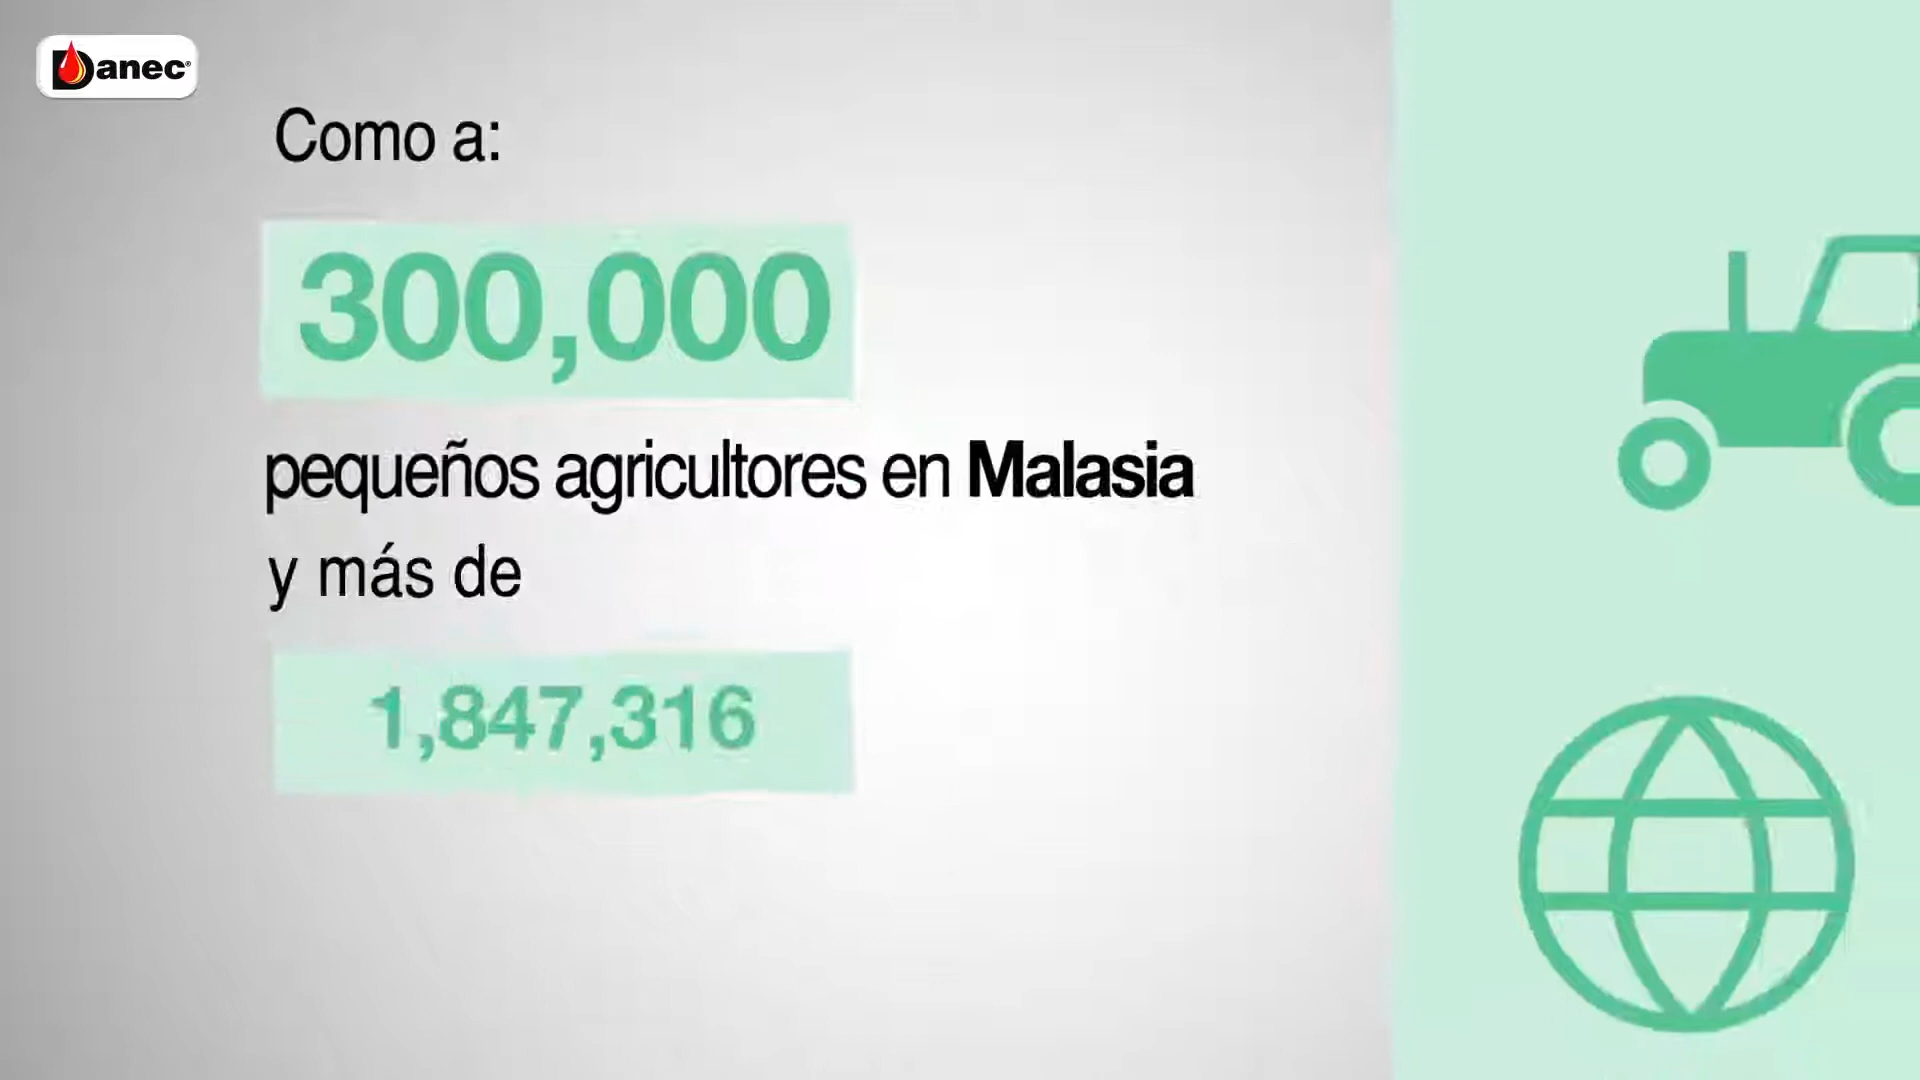 Danec
Como a:
300,000
pequeños agricultores en Malasia
y más de
1,847,316